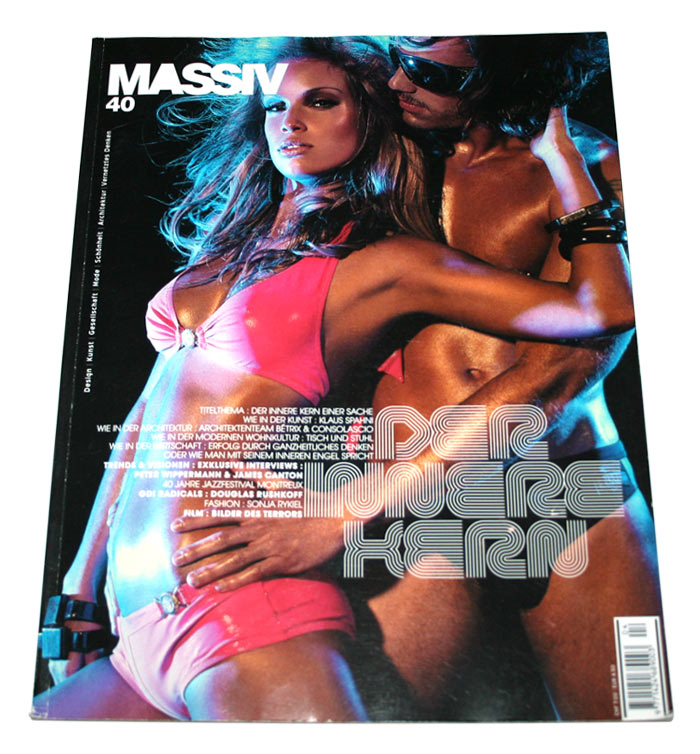 MASSIV
40
Design | Kunst | Gesellschaft | Mode | Schönheit | Architektur | Vernetztes Denken
TITELTHEMA : DER INNERE KERN EINER SACHE
WIE IN DER KUNST : KLAUS SPAHNI
WIE IN DER ARCHITEKTUR : ARCHITEKTENTEAM BÉTRIX & CONSOLASCIO
WIE IN DER MODERNEN WOHNKULTUR : TISCH UND STUHL
WIE IN DER WIRTSCHAFT : ERFOLG DURCH GANZHEITLICHES DENKEN
ODER WIE MAN MIT SEINEM INNEREN ENGEL SPRICHT
TRENDS & VISIONEN : EXKLUSIVE INTERVIEWS :
PETER WIPPERMANN & JAMES CANTON
40 JAHRE JAZZFESTIVAL MONTREUX
GDI RADICALS : DOUGLAS RUSHKOFF
FASHION : SONJA RYKIEL
FILM : BILDER DES TERRORS
DER
INNERE
KERN
04